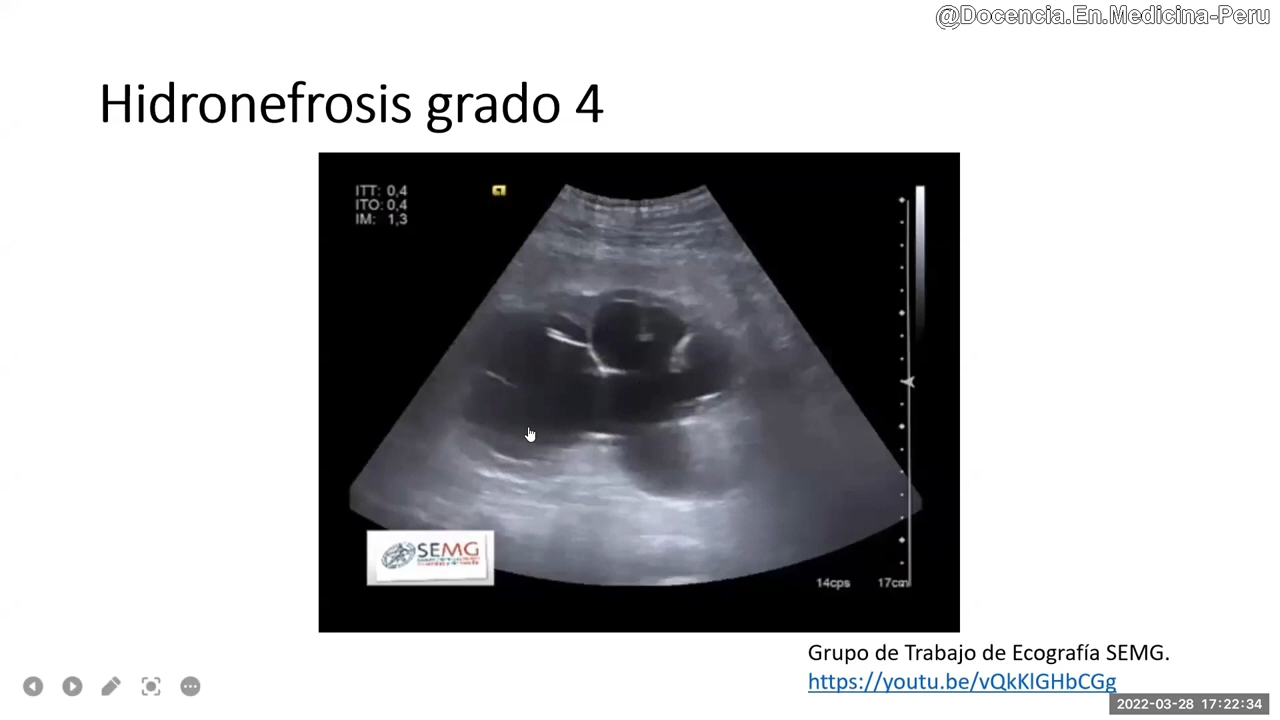 @Docencia.En.Medicina-Peru
Hidronefrosis grado 4
ITT: 0,4
ITO: 0,4
IM: 1,3
SEMG
14cps 17cm
Grupo de Trabajo de Ecografía SEMG.
https://youtu.be/vQkKlGHbCGg
2022-03-28 17:22:34